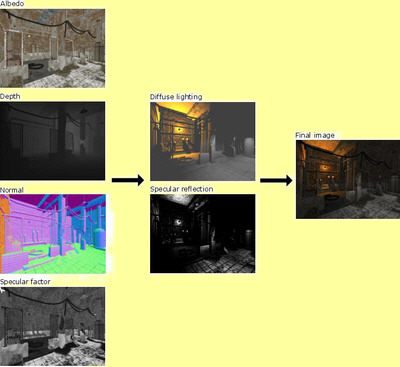 Albedo
Depth
Normal
Specular factor
Diffuse lighting
Specular reflection
Final image